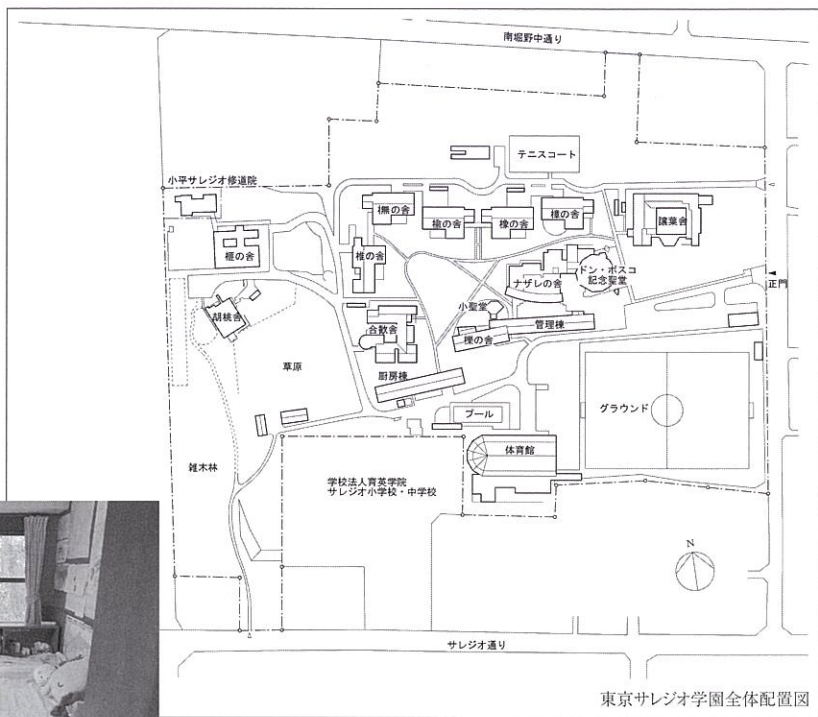 南堀野中通り
テニスコート
小平サレジオ修道院
橅の舎
楡の舎
橡の舎
樟の舎
譲葉舎
榧の舎
椎の舎
ナザレの舎
ドン・ボスコ
記念聖堂
正門
胡桃舎
小聖堂
合歓舎
管理棟
櫟の舎
草原
厨房棟
プール
グラウンド
体育館
雑木林
学校法人育英学院
サレジオ小学校・中学校
N
サレジオ通り
東京サレジオ学園全体配置図